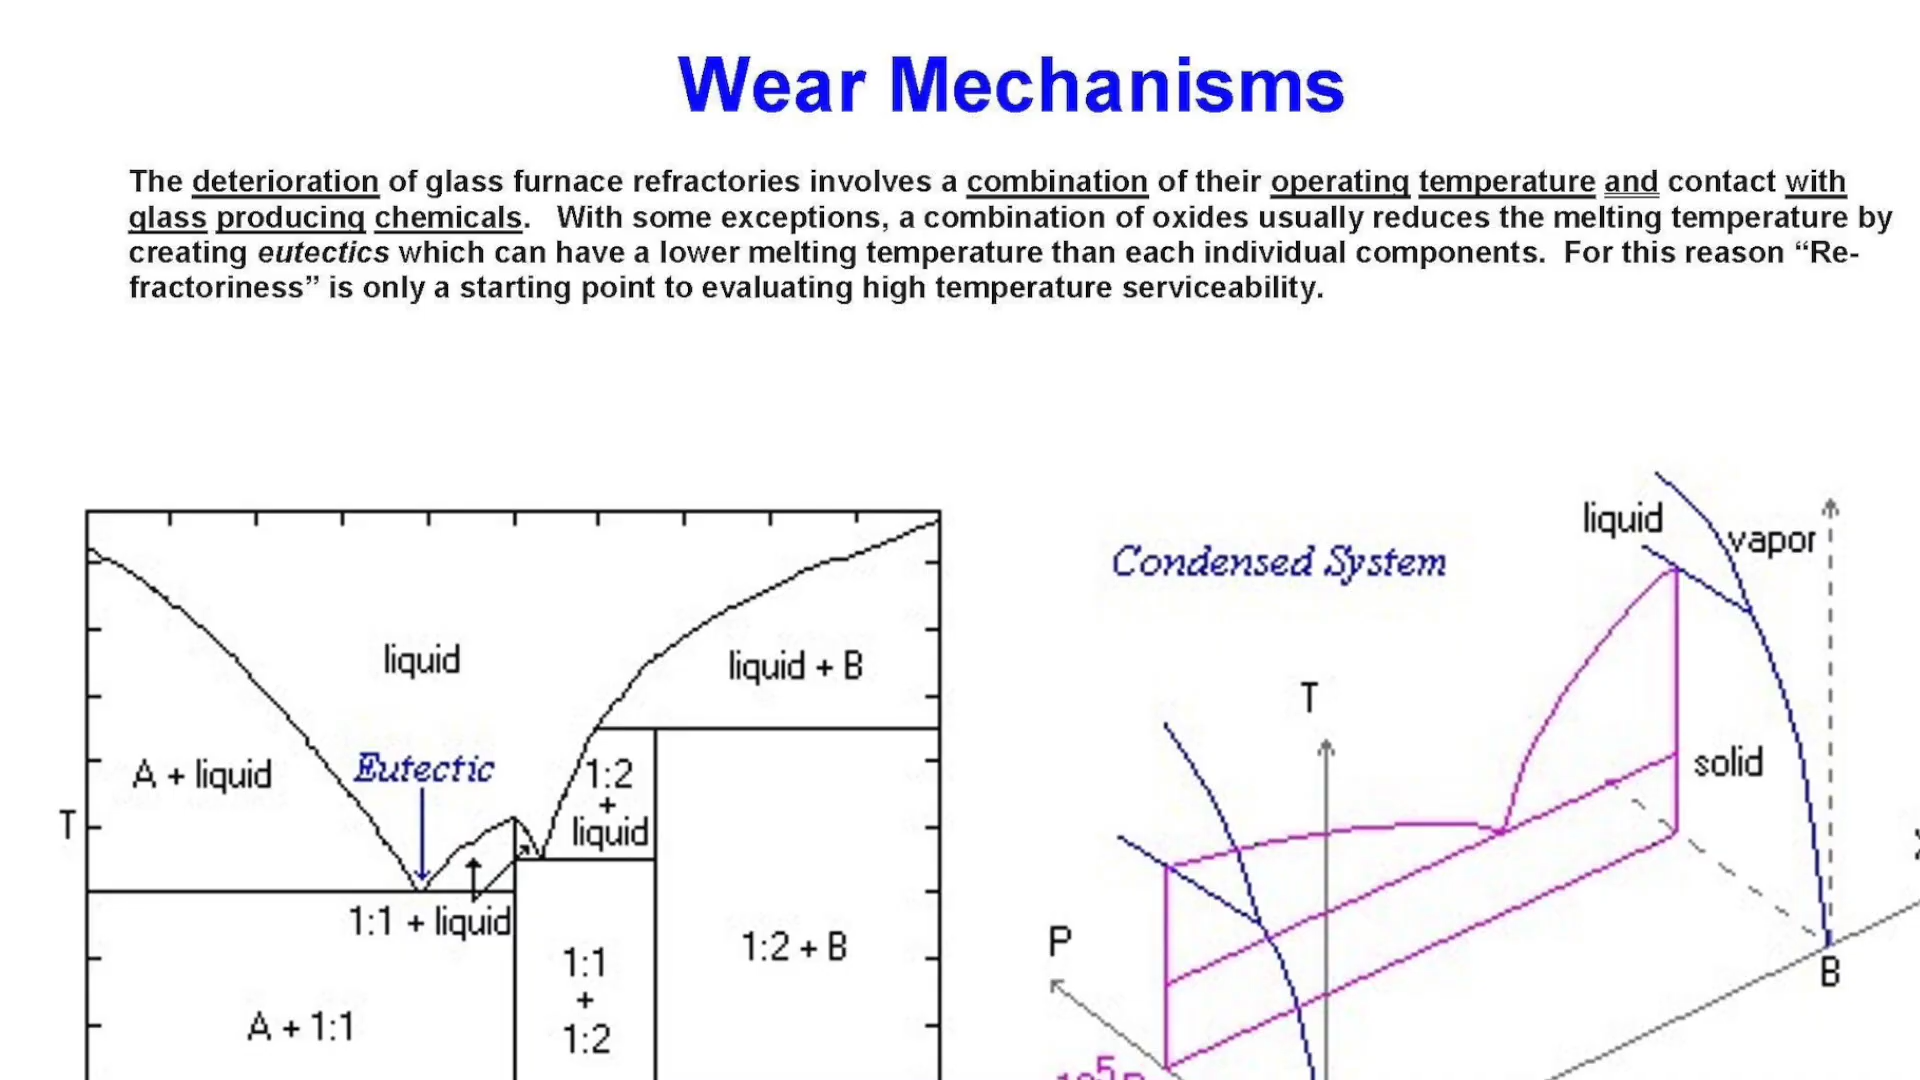 Wear Mechanisms
The deterioration of glass furnace refractories involves a combination of their operating temperature and contact with
glass producing chemicals. With some exceptions, a combination of oxides usually reduces the melting temperature by
creating eutectics which can have a lower melting temperature than each individual components. For this reason “Re-
fractoriness” is only a starting point to evaluating high temperature serviceability.
liquid
liquid + B
A + liquid
Eutectic
1:2
+
liquid
T
1:1 + liquid
1:1
+
1:2
1:2 + B
A + 1:1
Condensed System
liquid
vapor
T
solid
P
B